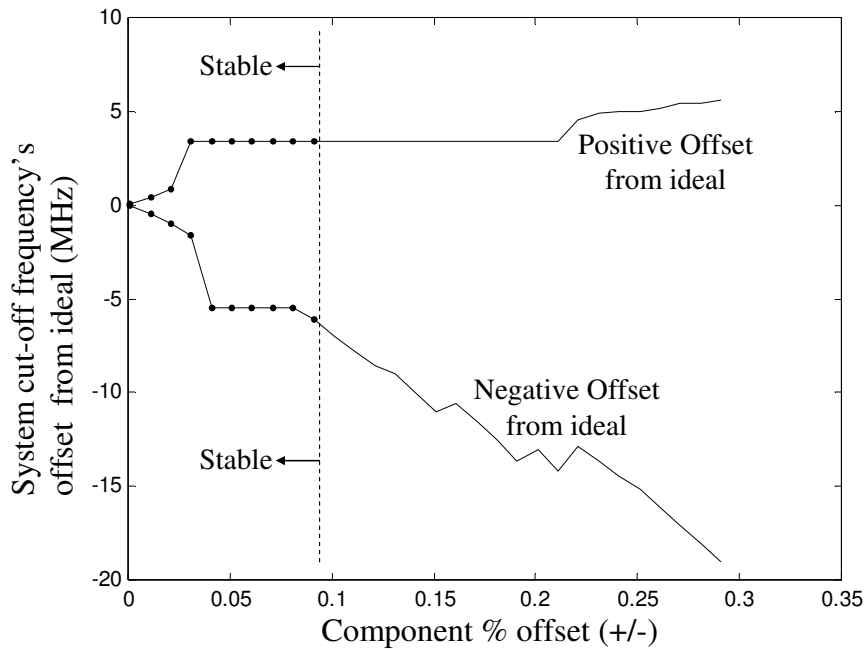 10
5
0
-5
-10
-15
-20
0
0.05
0.1
0.15
0.2
0.25
0.3
0.35
System cut-off frequency's
offset from ideal (MHz)
Component % offset (+/-)
Stable
Positive Offset
from ideal
Negative Offset
from ideal
Stable